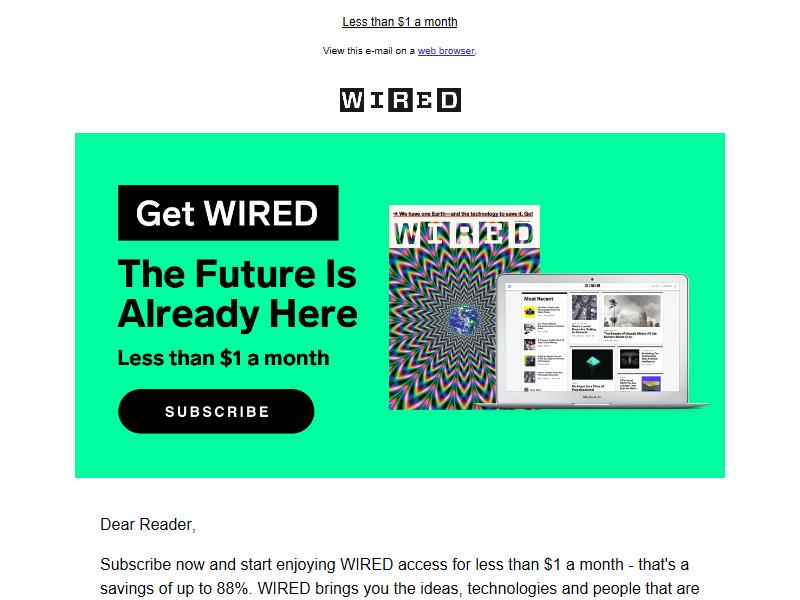 Less than $1 a month
View this e-mail on a web browser.
WIRED
Get WIRED
The Future Is
Already Here
Less than $1 a month
SUBSCRIBE
➔ We have one Earth—and the technology to save it. Go!
WIRED
WIRED
Most Recent
MacBook Air
Dear Reader,
Subscribe now and start enjoying WIRED access for less than $1 a month - that's a
savings of up to 88%. WIRED brings you the ideas, technologies and people that are